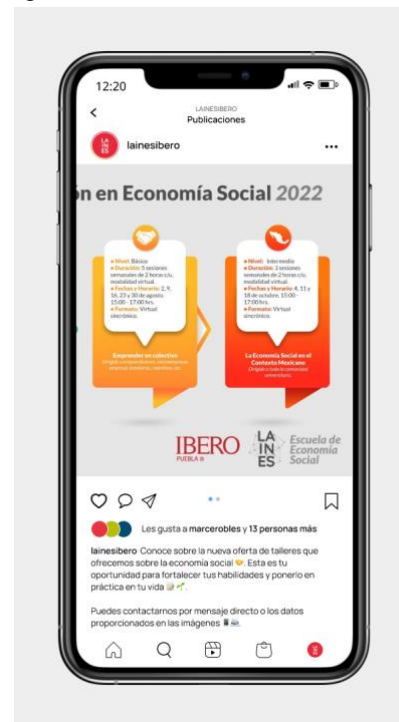 12:20
LAINESIBERO
Publicaciones
lainesibero
ón en Economía Social 2022
• Nivel: Básico
• Duración: 5 sesiones
semanales de 2 horas c/u,
modalidad virtual.
• Fechas y Horario: 2, 9,
16, 23 y 30 de agosto.
15:00 - 17:00 hrs.
• Formato: Virtual
sincrónico.
Emprender en colectivo
• Nivel: Intermedio
• Duración: 3 sesiones
semanales de 2 horas c/u,
modalidad virtual.
• Fechas y Horario: 4, 11 y
18 de octubre. 15:00 -
17:00 hrs.
• Formato: Virtual
sincrónico.
La Economía Social en el
Contexto Mexicano
(Dirigido a toda la comunidad
universitaria)
IBERO
PUEBLA
LA
IN
ES
Escuela de
Economía
Social
Les gusta a marcerobles y 13 personas más
lainesibero Conoce sobre la nueva oferta de talleres que
ofrecemos sobre la economía social 🧡. Esta es tu
oportunidad para fortalecer tus habilidades y ponerlo en
práctica en tu vida
Puedes contactarnos por mensaje directo o los datos
proporcionados en las imágenes